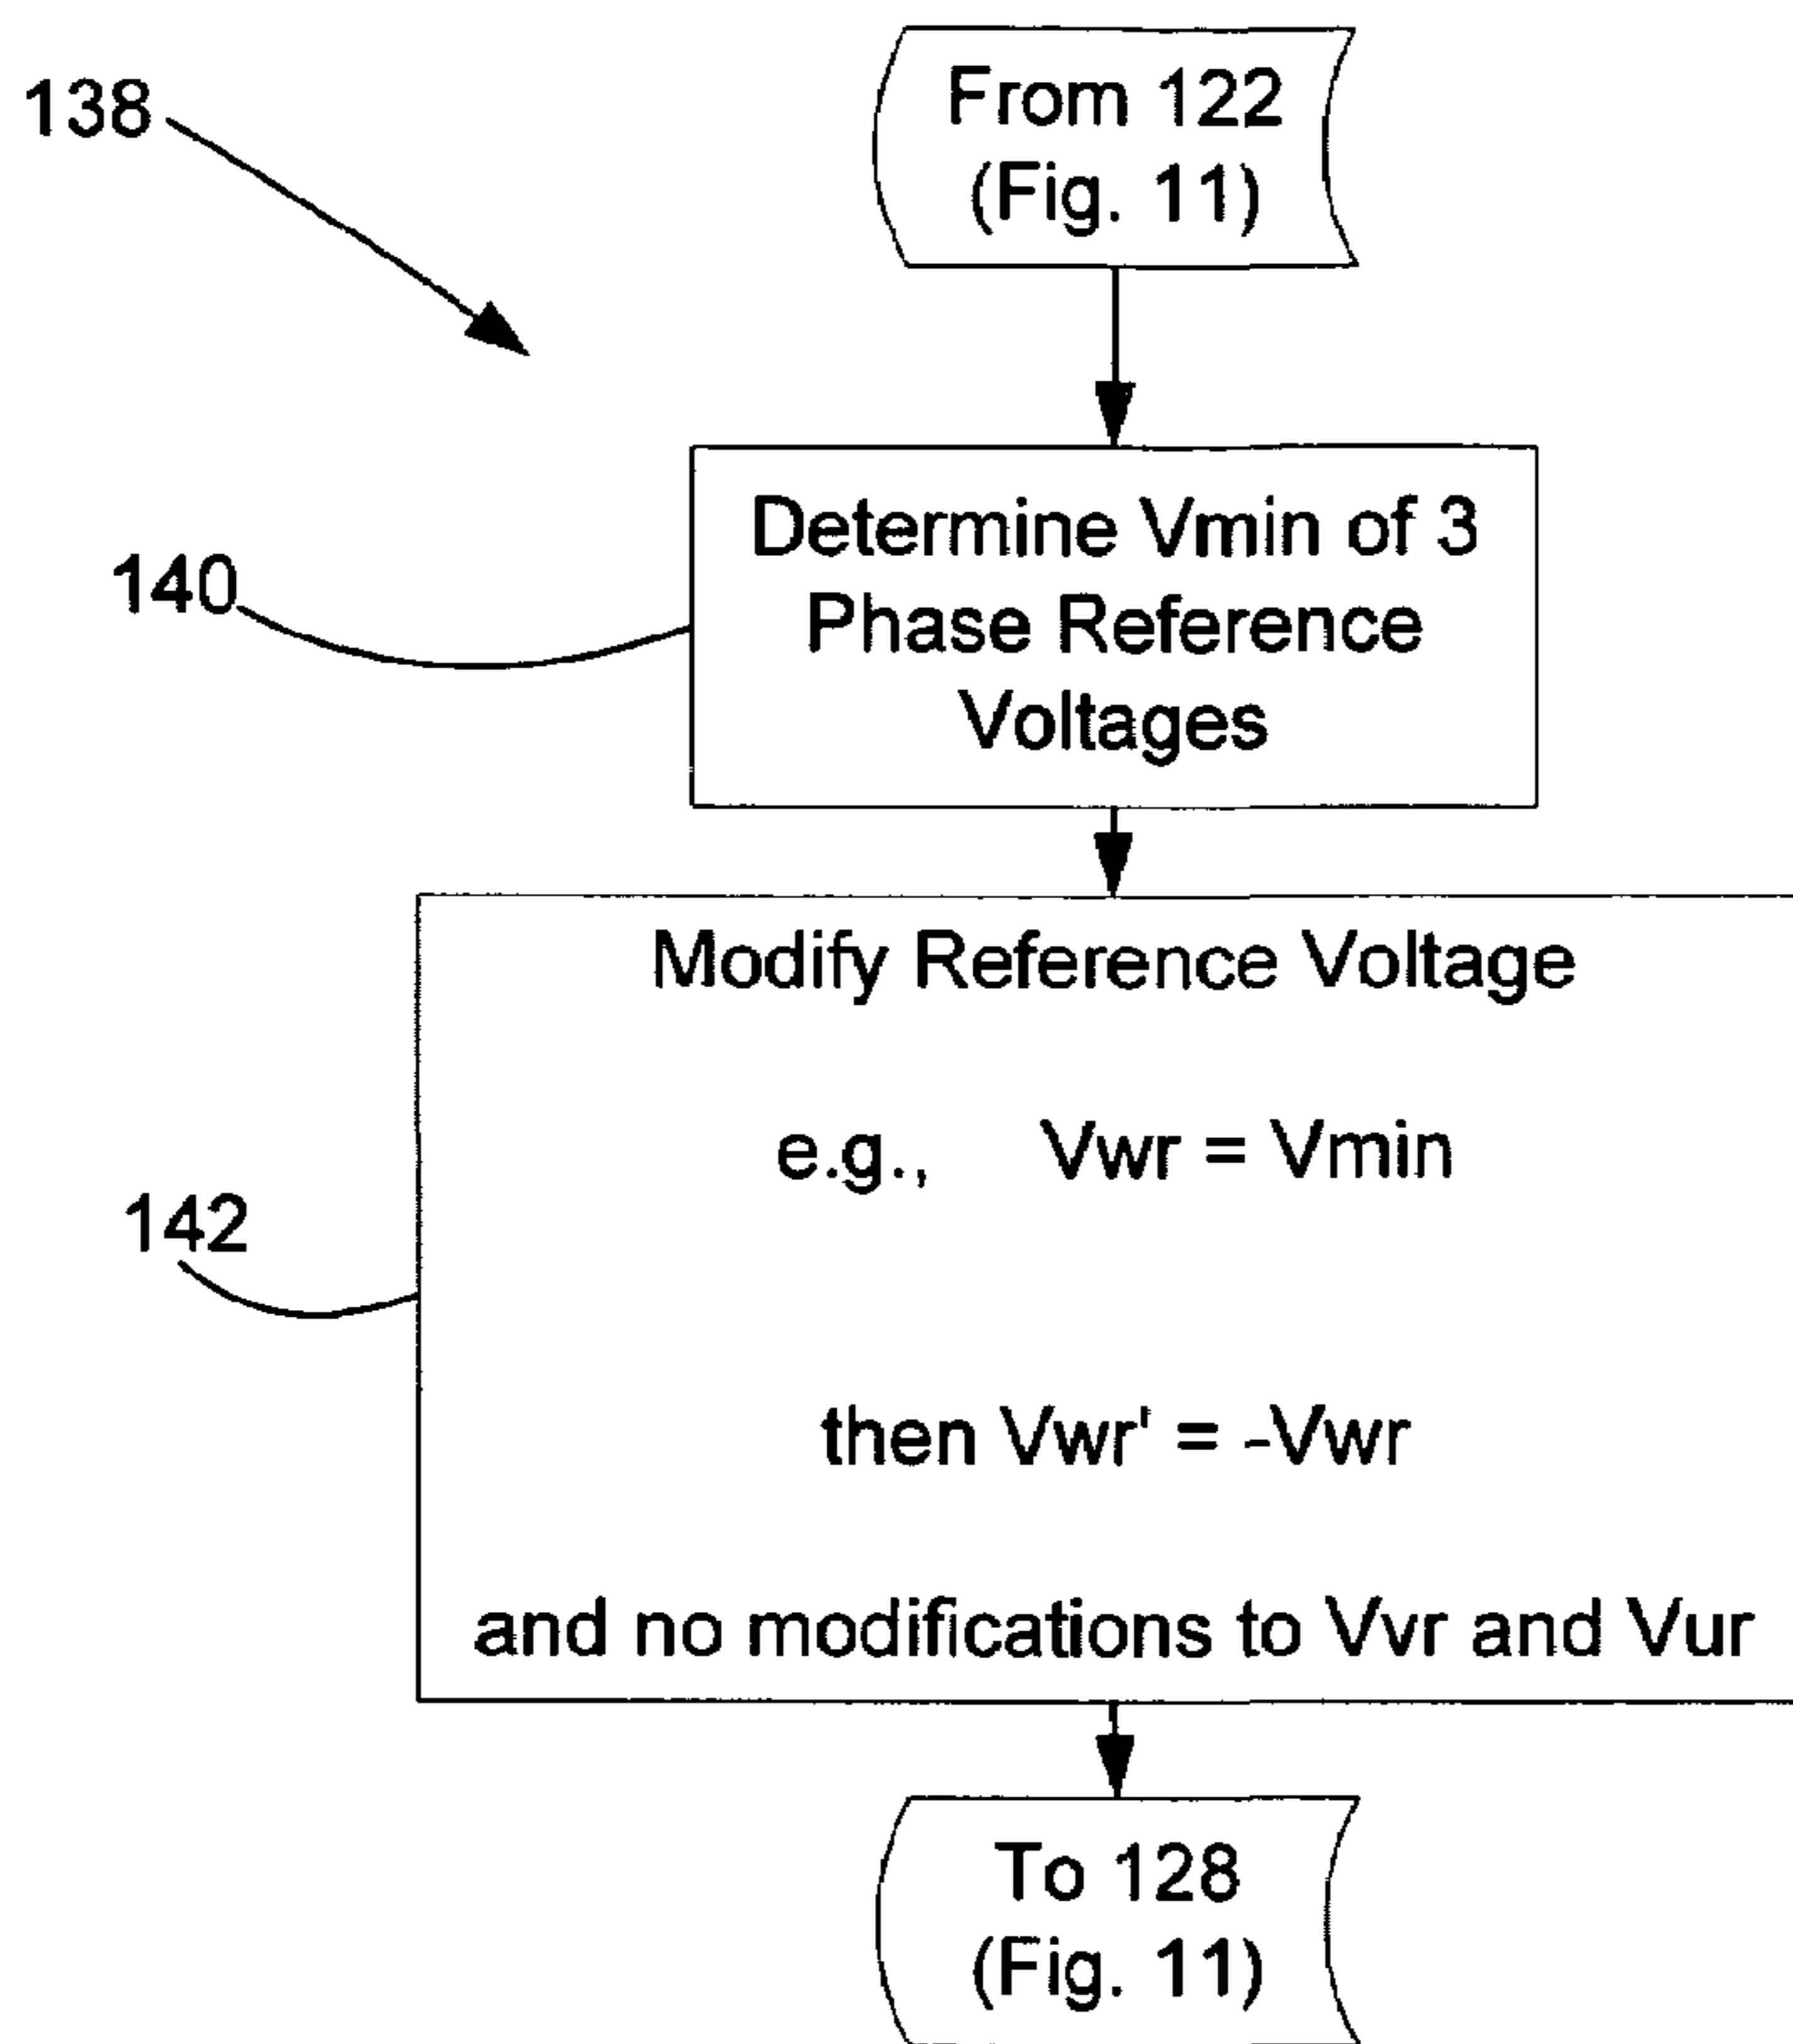 138
From 122
(Fig. 11)
140
Determine Vmin of 3
Phase Reference
Voltages
142
Modify Reference Voltage
e.g., Vwr = Vmin
then Vwr' = -Vwr
and no modifications to Vvr and Vur
To 128
(Fig. 11)